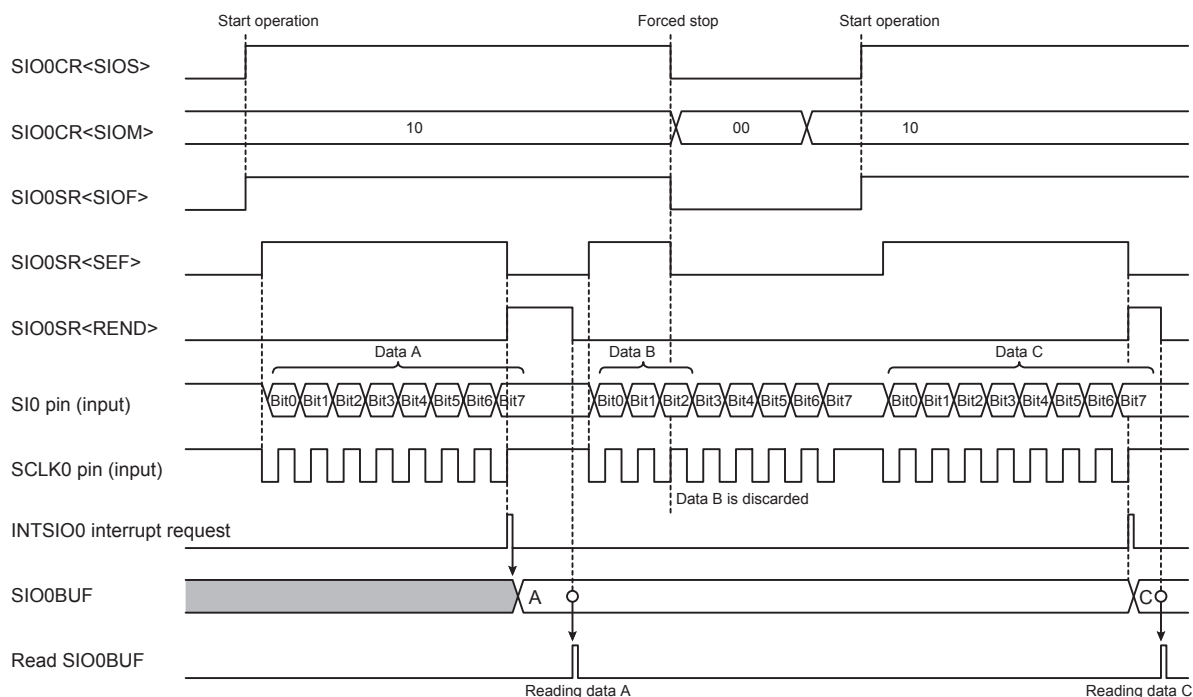 Start operation Forced stop Start operation
SIO0CR<SIOS>
SIO0CR<SIOM> 10 00 10
SIO0SR<SIOF>
SIO0SR<SEF>
SIO0SR<REND>
Data A Data B Data C
SI0 pin (input) Bit0 Bit1 Bit2 Bit3 Bit4 Bit5 Bit6 Bit7 Bit0 Bit1 Bit2 Bit3 Bit4 Bit5 Bit6 Bit7 Bit0 Bit1 Bit2 Bit3 Bit4 Bit5 Bit6 Bit7
SCLK0 pin (input)
Data B is discarded
INTSIO0 interrupt request
SIO0BUF A C
Read SIO0BUF
Reading data A Reading data C